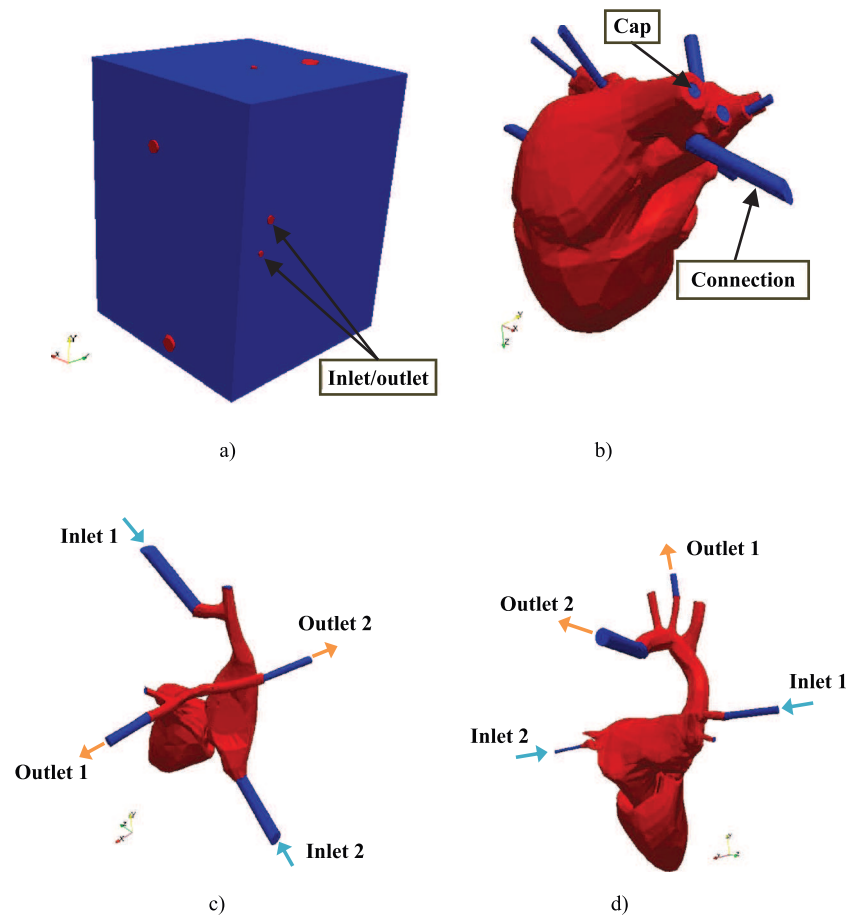 Cap
Inlet/outlet
Connection
a)
b)
Inlet 1
Outlet 2
Outlet 1
Inlet 2
Outlet 1
Outlet 2
Inlet 1
Inlet 2
c)
d)